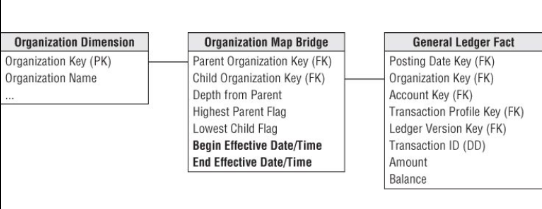 Organization Dimension
Organization Key (PK)
Organization Name
...
Organization Map Bridge
Parent Organization Key (FK)
Child Organization Key (FK)
Depth from Parent
Highest Parent Flag
Lowest Child Flag
Begin Effective Date/Time
End Effective Date/Time
General Ledger Fact
Posting Date Key (FK)
Organization Key (FK)
Account Key (FK)
Transaction Profile Key (FK)
Ledger Version Key (FK)
Transaction ID (DD)
Amount
Balance